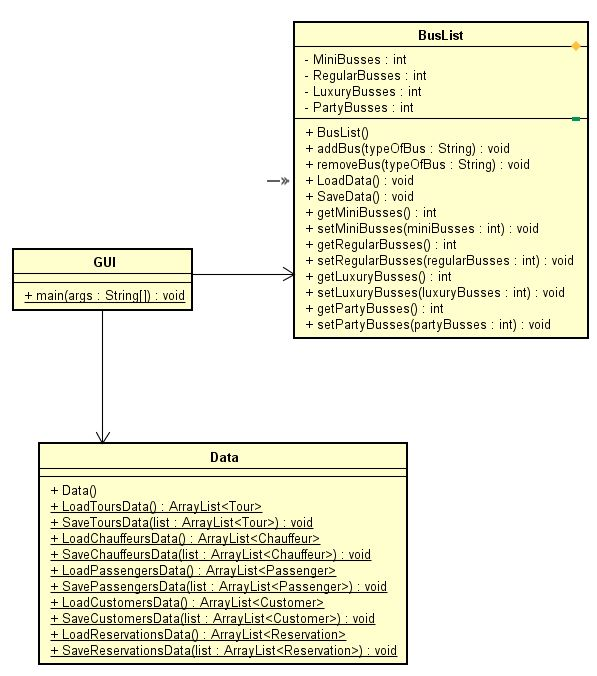 BusList
- MiniBusses : int
- RegularBusses : int
- LuxuryBusses : int
- PartyBusses : int
+ BusList()
+ addBus(typeOfBus : String) : void
+ removeBus(typeOfBus : String) : void
+ LoadData() : void
+ SaveData() : void
+ getMiniBusses() : int
+ setMiniBusses(miniBusses : int) : void
+ getRegularBusses() : int
+ setRegularBusses(regularBusses : int) : void
+ getLuxuryBusses() : int
+ setLuxuryBusses(luxuryBusses : int) : void
+ getPartyBusses() : int
+ setPartyBusses(partyBusses : int) : void
GUI
+ main(args : String[]) : void
Data
+ Data()
+ LoadToursData() : ArrayList<Tour>
+ SaveToursData(list : ArrayList<Tour>) : void
+ LoadChauffeursData() : ArrayList<Chauffeur>
+ SaveChauffeursData(list : ArrayList<Chauffeur>) : void
+ LoadPassengersData() : ArrayList<Passenger>
+ SavePassengersData(list : ArrayList<Passenger>) : void
+ LoadCustomersData() : ArrayList<Customer>
+ SaveCustomersData(list : ArrayList<Customer>) : void
+ LoadReservationsData() : ArrayList<Reservation>
+ SaveReservationsData(list : ArrayList<Reservation>) : void